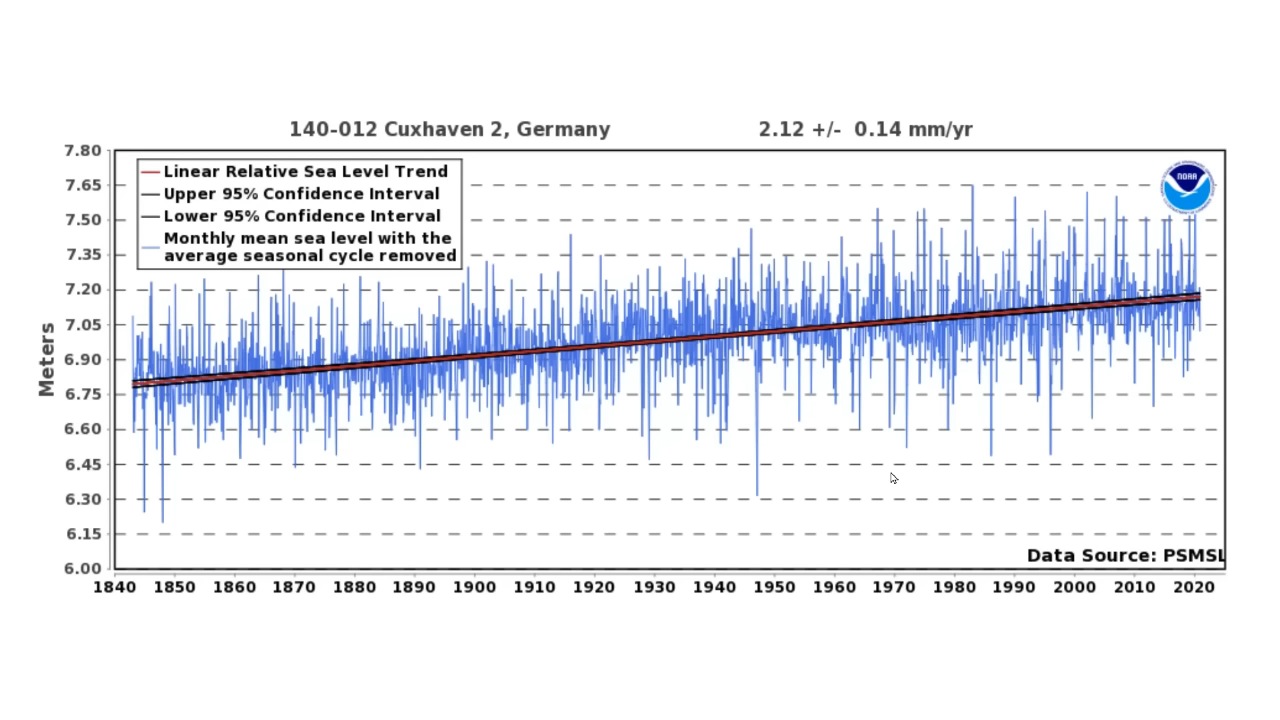 140-012 Cuxhaven 2, Germany 2.12 +/- 0.14 mm/yr
7.80
7.65
7.50
7.35
7.20
7.05
6.90
6.75
6.60
6.45
6.30
6.15
6.00
Meters
Linear Relative Sea Level Trend
Upper 95% Confidence Interval
Lower 95% Confidence Interval
Monthly mean sea level with the
average seasonal cycle removed
NOAA
Data Source: PSMSL
1840 1850 1860 1870 1880 1890 1900 1910 1920 1930 1940 1950 1960 1970 1980 1990 2000 2010 2020